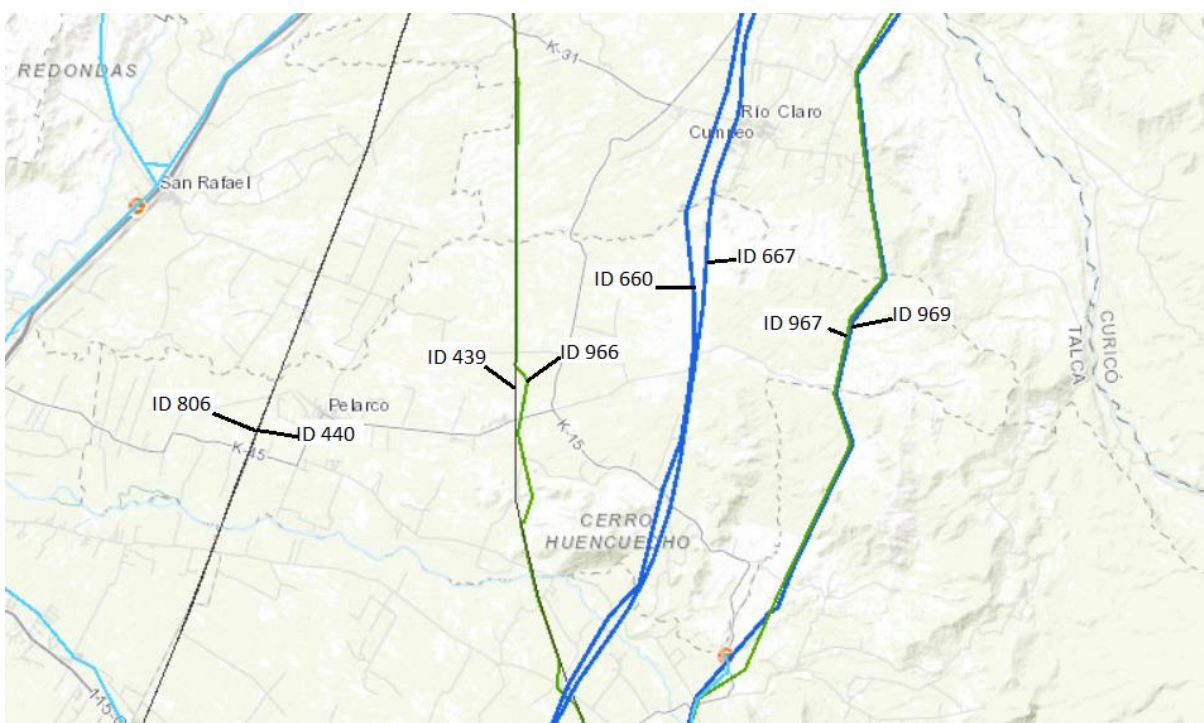 K-31
REDONDAS
Río Claro
Cumpeo
San Rafael
ID 667
ID 660
ID 967
ID 969
CURICÓ
TALCA
ID 439
ID 966
ID 806
Pelarco
ID 440
K-45
K-15
CERRO
HUENCUECHO